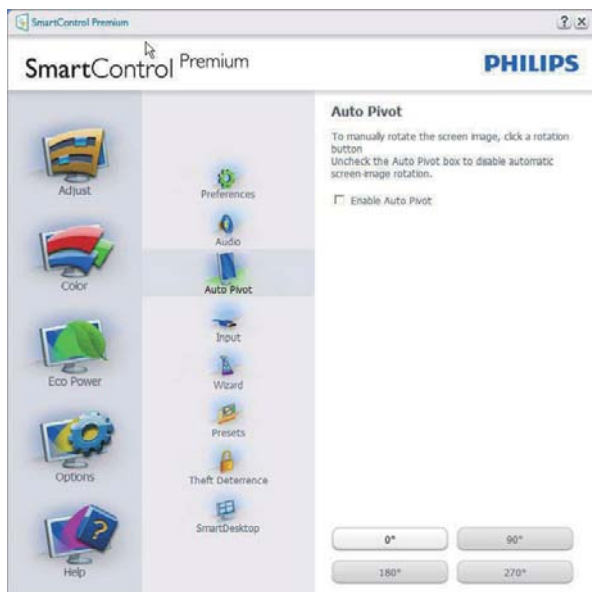 SmartControl Premium
? x
SmartControl Premium
PHILIPS
Adjust
Color
Eco Power
Options
Help
Preferences
Audio
Auto Pivot
Input
Wizard
Presets
Theft Deterrence
SmartDesktop
Auto Pivot
To manually rotate the screen image, click a rotation
button
Uncheck the Auto Pivot box to disable automatic
screen-image rotation.
Enable Auto Pivot
0°
90°
180°
270°